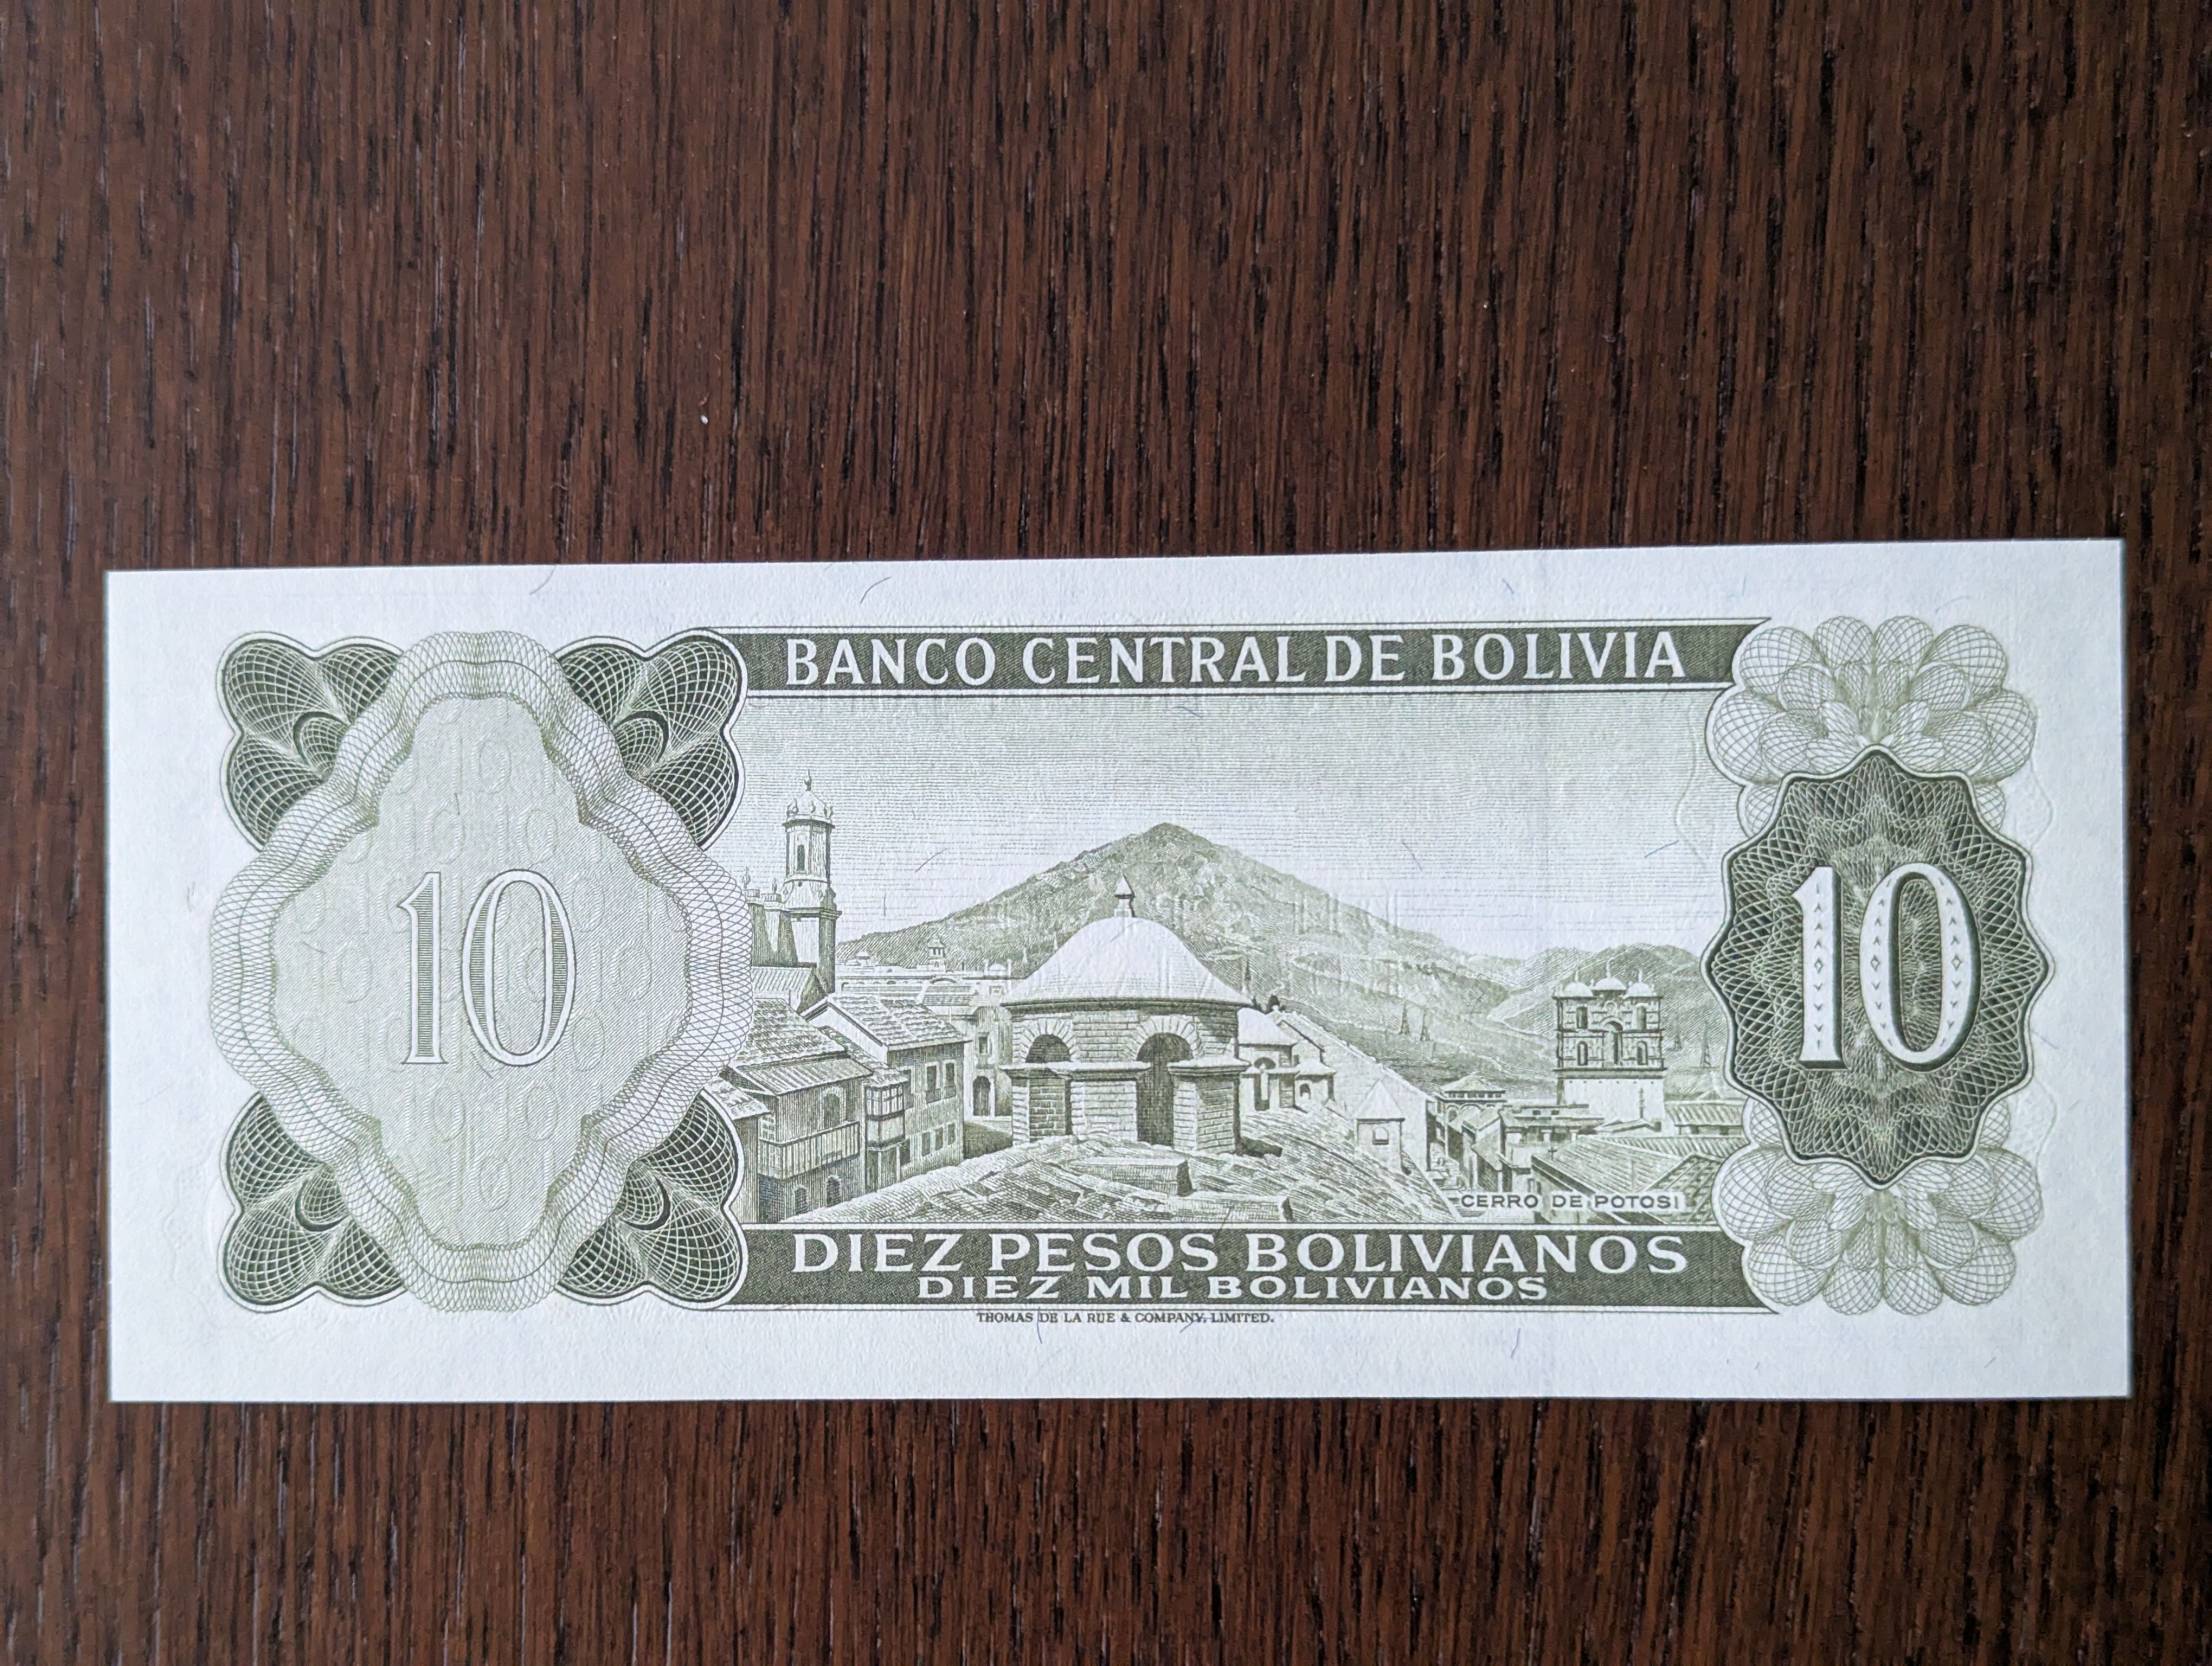 BANCO CENTRAL DE BOLIVIA
10
10
CERRO DE POTOSI
DIEZ PESOS BOLIVIANOS
DIEZ MIL BOLIVIANOS
THOMAS DE LA RUE & COMPANY, LIMITED.